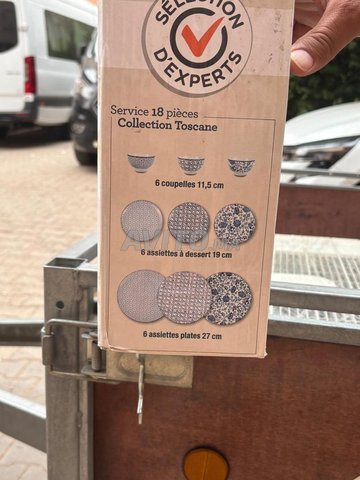 SÉLECTION
D'EXPERTS
Service 18 pièces
Collection Toscane
6 coupelles 11,5 cm
6 assiettes à dessert 19 cm
6 assiettes plates 27 cm